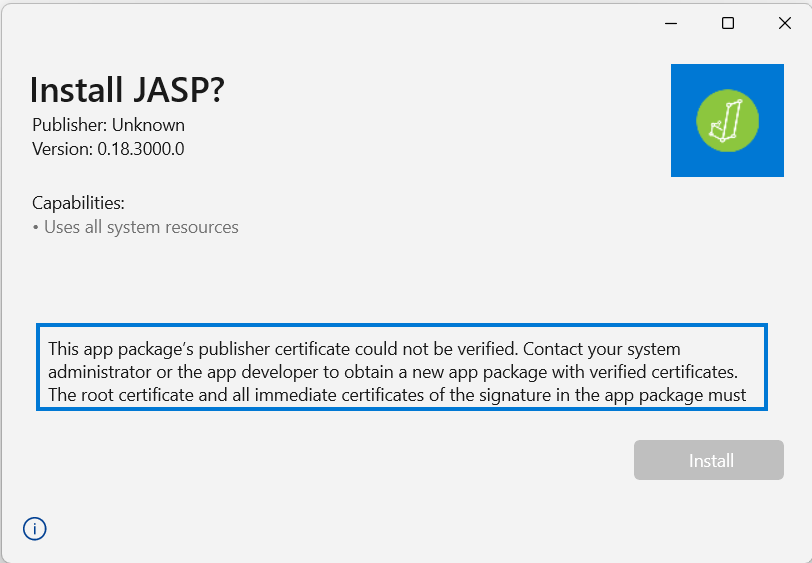 Install JASP?
Publisher: Unknown
Version: 0.18.3000.0
Capabilities:
• Uses all system resources
This app package's publisher certificate could not be verified. Contact your system
administrator or the app developer to obtain a new app package with verified certificates.
The root certificate and all immediate certificates of the signature in the app package must
Install